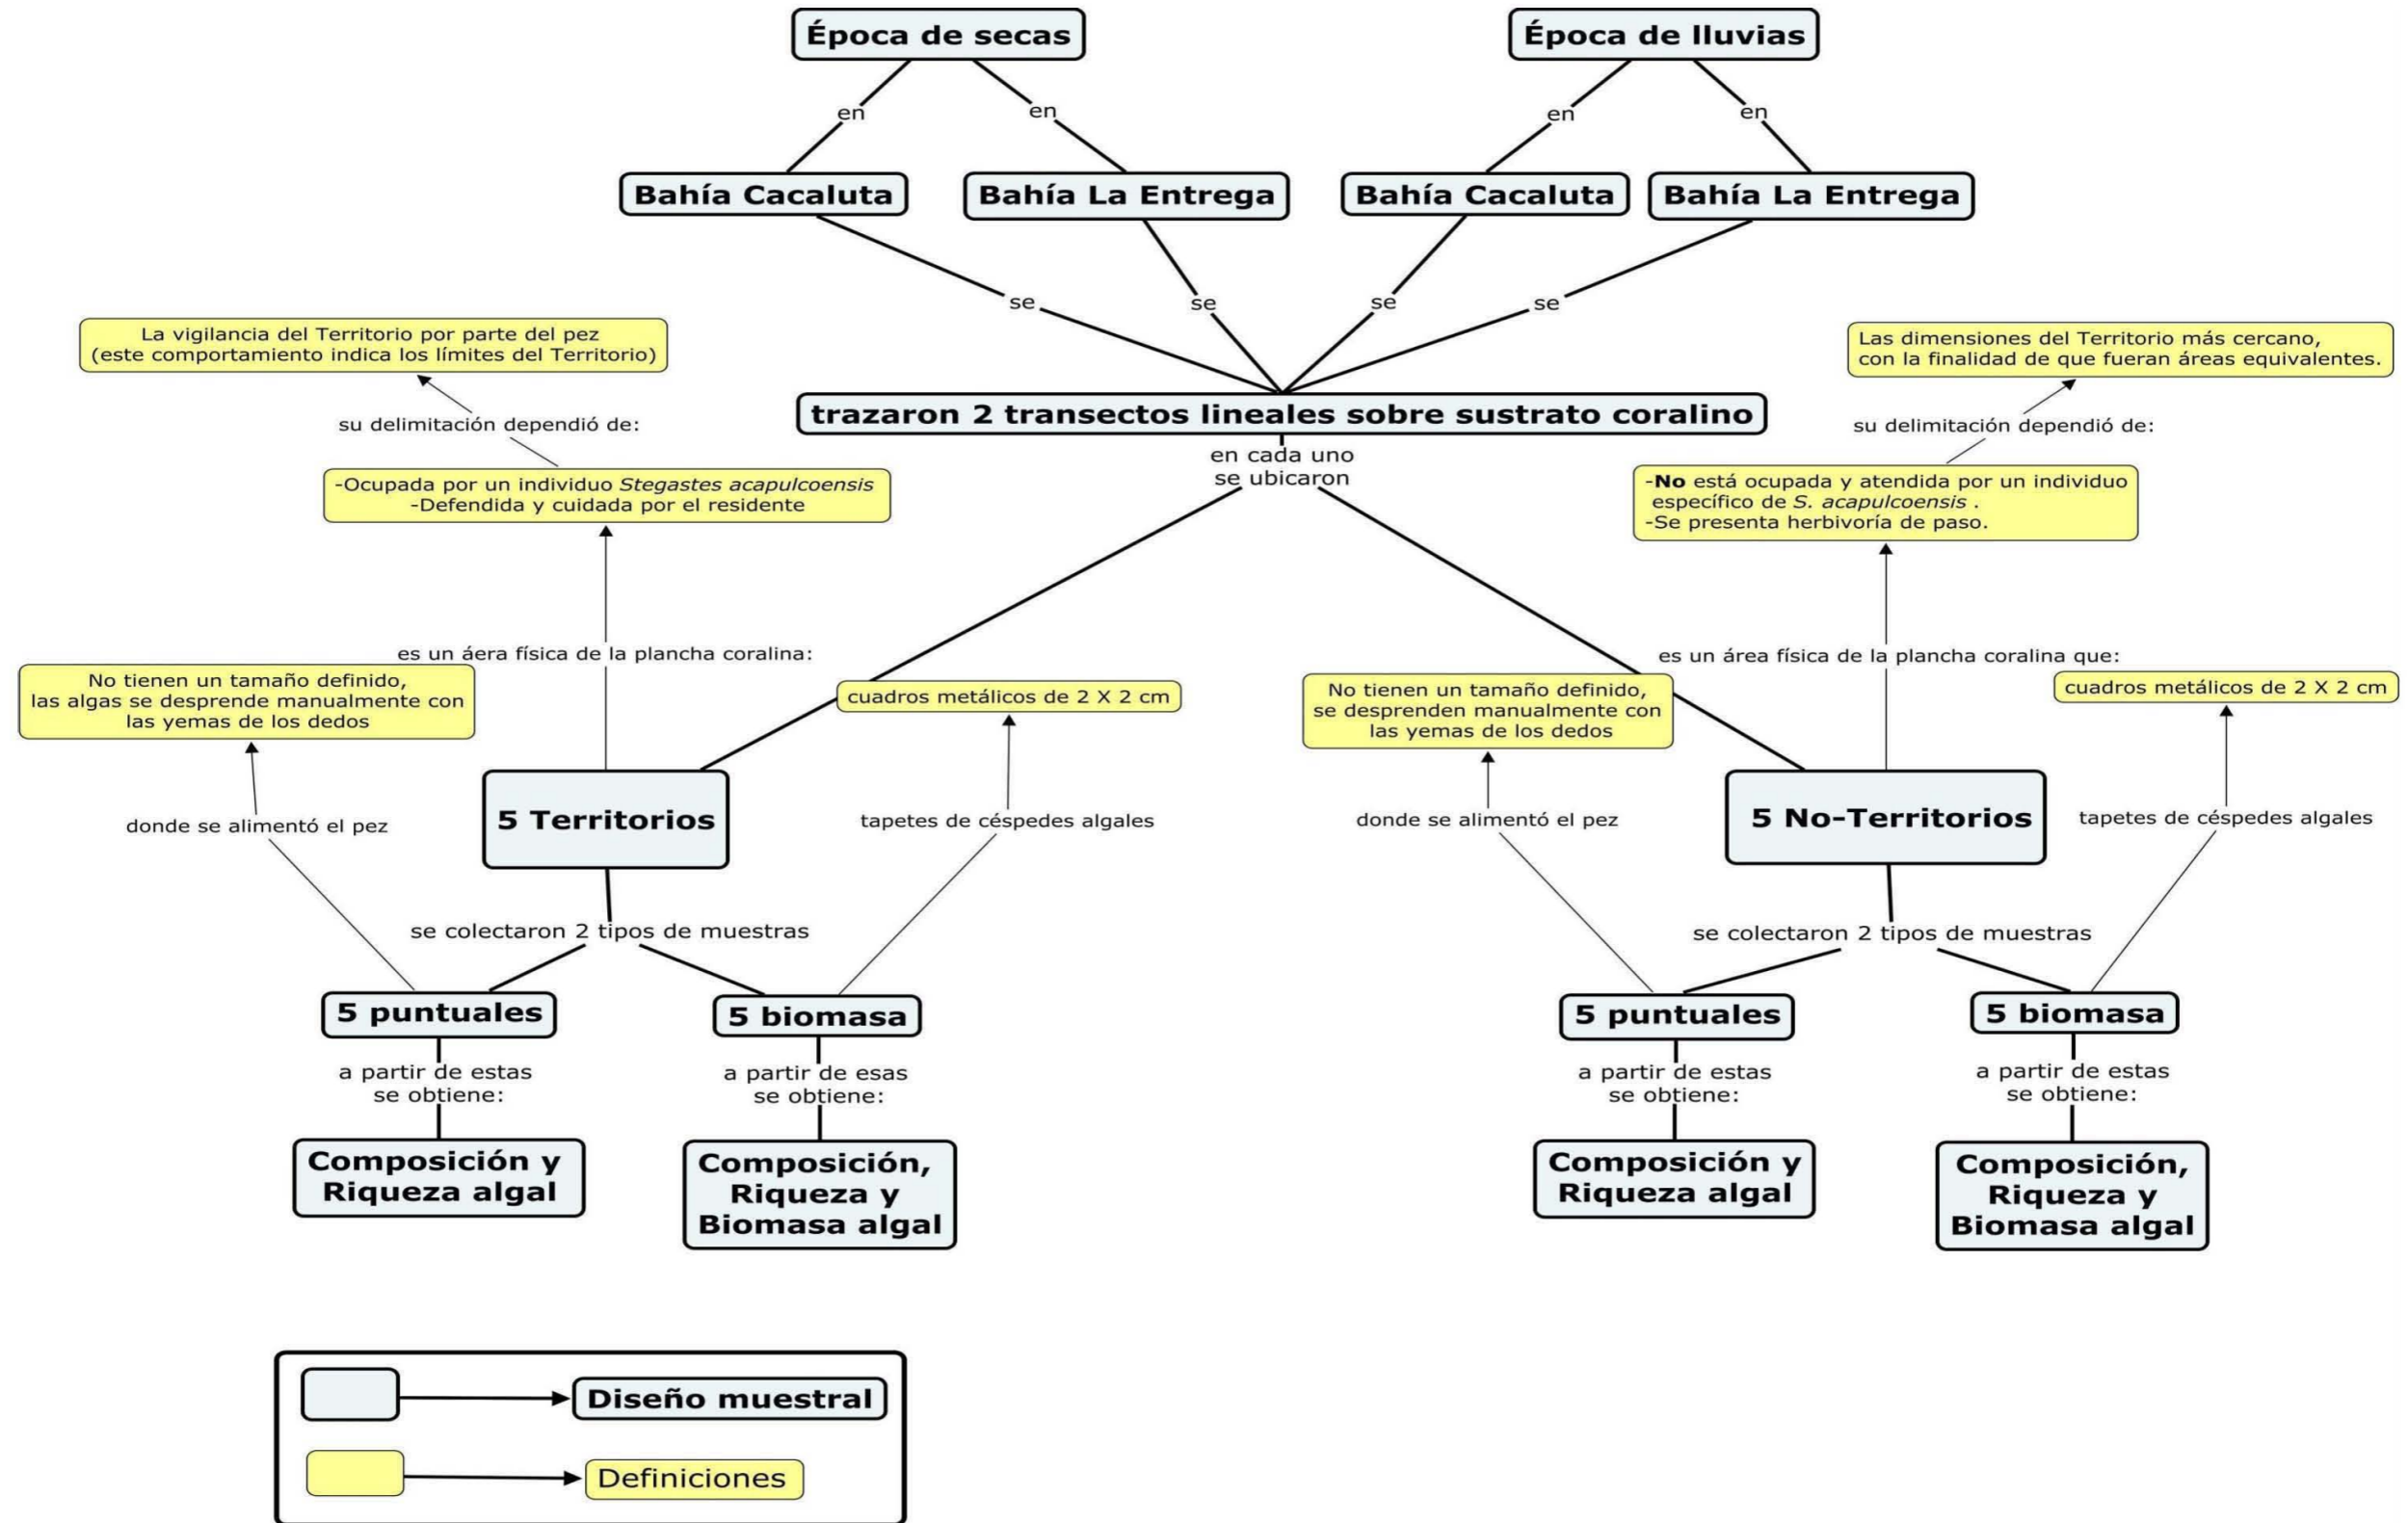 Época de secas
Época de lluvias
en
en
en
en
Bahía Cacaluta
Bahía La Entrega
Bahía Cacaluta
Bahía La Entrega
se
se
se
se
trazaron 2 transectos lineales sobre sustrato coralino
en cada uno
se ubicaron
La vigilancia del Territorio por parte del pez
(este comportamiento indica los límites del Territorio)
su delimitación dependió de:
-Ocupada por un individuo Stegastes acapulcoensis
-Defendida y cuidada por el residente
es un áera física de la plancha coralina:
Las dimensiones del Territorio más cercano,
con la finalidad de que fueran áreas equivalentes.
su delimitación dependió de:
-No está ocupada y atendida por un individuo
específico de S. acapulcoensis .
-Se presenta herbivoría de paso.
es un área física de la plancha coralina que:
No tienen un tamaño definido,
las algas se desprende manualmente con
las yemas de los dedos
cuadros metálicos de 2 X 2 cm
No tienen un tamaño definido,
se desprenden manualmente con
las yemas de los dedos
cuadros metálicos de 2 X 2 cm
donde se alimentó el pez
5 Territorios
tapetes de céspedes algales
donde se alimentó el pez
5 No-Territorios
tapetes de céspedes algales
se colectaron 2 tipos de muestras
se colectaron 2 tipos de muestras
5 puntuales
5 biomasa
5 puntuales
5 biomasa
a partir de estas
se obtiene:
a partir de esas
se obtiene:
a partir de estas
se obtiene:
a partir de estas
se obtiene:
Composición y
Riqueza algal
Composición,
Riqueza y
Biomasa algal
Composición y
Riqueza algal
Composición,
Riqueza y
Biomasa algal
Diseño muestral
Definiciones